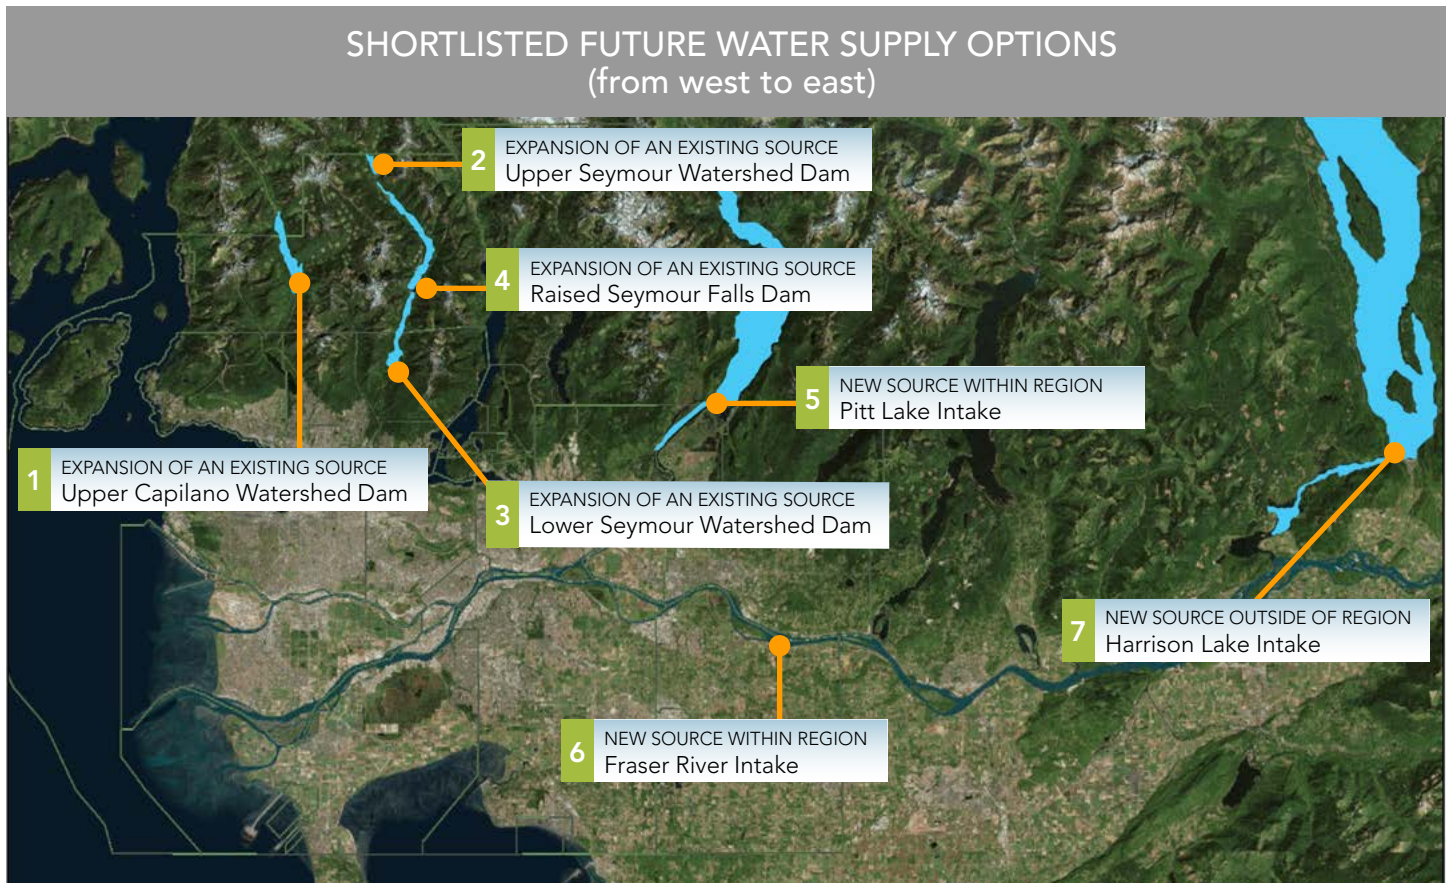 SHORTLISTED FUTURE WATER SUPPLY OPTIONS
(from west to east)
2
EXPANSION OF AN EXISTING SOURCE
Upper Seymour Watershed Dam
4
EXPANSION OF AN EXISTING SOURCE
Raised Seymour Falls Dam
5
NEW SOURCE WITHIN REGION
Pitt Lake Intake
1
EXPANSION OF AN EXISTING SOURCE
Upper Capilano Watershed Dam
3
EXPANSION OF AN EXISTING SOURCE
Lower Seymour Watershed Dam
7
NEW SOURCE OUTSIDE OF REGION
Harrison Lake Intake
6
NEW SOURCE WITHIN REGION
Fraser River Intake